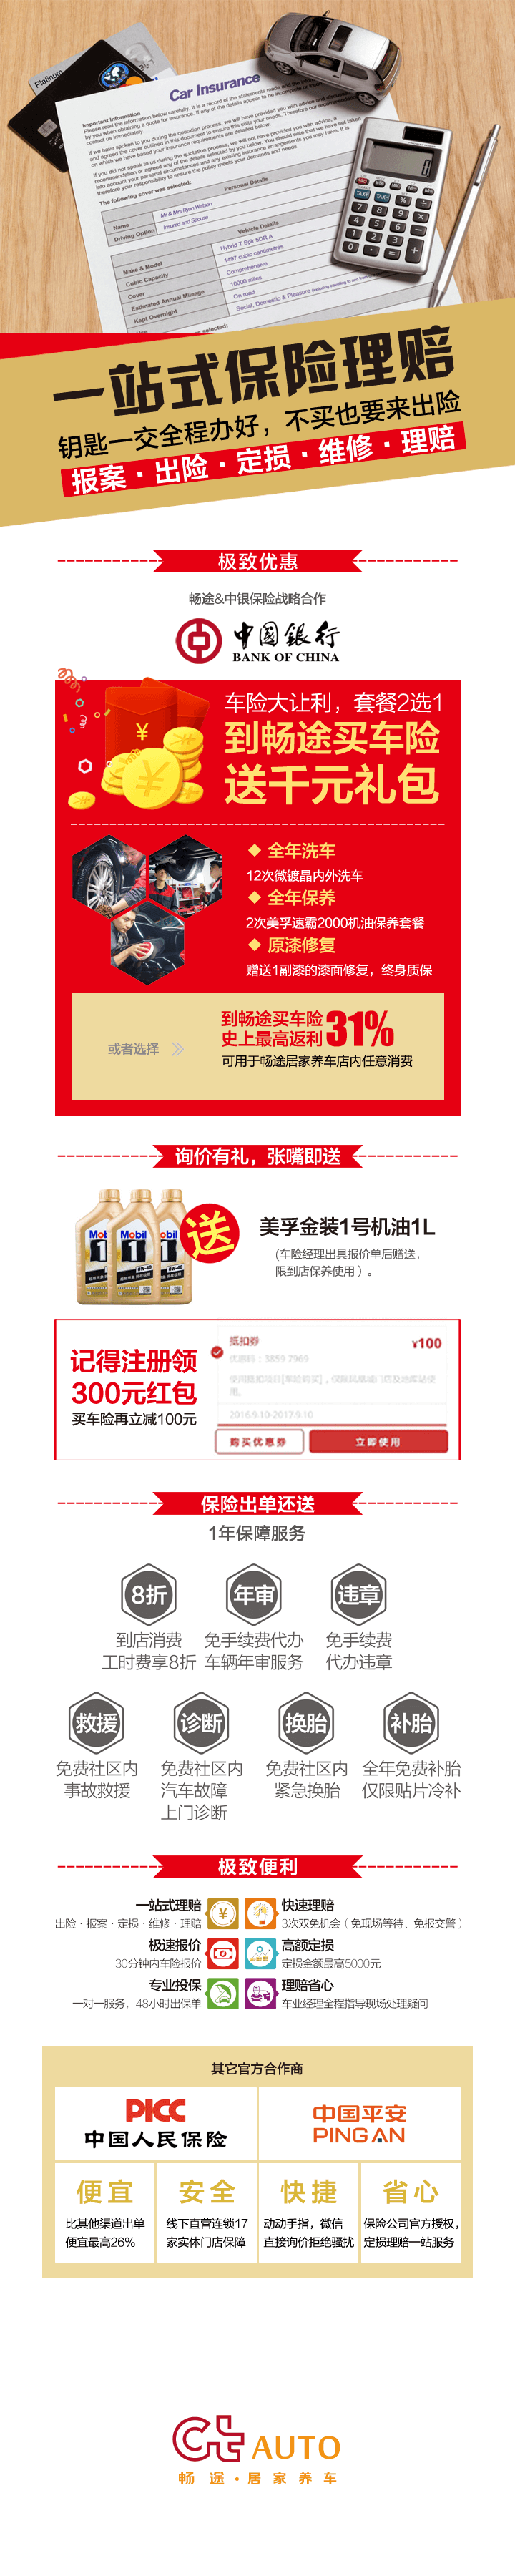 Platinum
Car Insurance
Important Information
Please read the information below carefully. It is a record of the statements made
contact us immediately.
The following cover was selected:
Personal Details
Name
Mr & Mrs Ryan Watson
Driving Option
Insured and Spouse
Vehicle Details
Make & Model
Hybrid T Spir 5DR A
Cubic Capacity
1497 cubic centimetres
Cover
Comprehensive
Estimated Annual Mileage
10000 miles
Kept Overnight
On road
Use
Social, Domestic & Pleasure
selected:
一站式保险理赔
钥匙一交全程办好，不买也要来出险
报案·出险·定损·维修·理赔
极致优惠
畅途&中银保险战略合作
中國銀行
BANK OF CHINA
车险大让利，套餐2选1
到畅途买车险
送千元礼包
全年洗车
12次微镀晶内外洗车
全年保养
2次美孚速霸2000机油保养套餐
原漆修复
赠送1副漆的漆面修复，终身质保
或者选择
到畅途买车险
史上最高返利31%
可用于畅途居家养车店内任意消费
询价有礼，张嘴即送
Mobil 1
送
美孚金装1号机油1L
(车险经理出具报价单后赠送，
限到店保养使用）。
记得注册领
300元红包
买车险再立减100元
抵扣券
¥100
优惠码：3859 7969
2016.9.10-2017.9.10
购买优惠券
立即使用
保险出单还送
1年保障服务
8折
年审
违章
到店消费
工时费享8折
免手续费代办
车辆年审服务
免手续费
代办违章
救援
诊断
换胎
补胎
免费社区内
事故救援
免费社区内
汽车故障
上门诊断
免费社区内
紧急换胎
全年免费补胎
仅限贴片冷补
极致便利
一站式理赔
出险·报案·定损·维修·理赔
快速理赔
3次双免机会（免现场等待、免报交警）
极速报价
30分钟内车险报价
高额定损
定损金额最高5000元
专业投保
一对一服务，48小时出保单
理赔省心
车业经理全程指导现场处理疑问
其它官方合作商
PICC
中国人民保险
中国平安
PING AN
便宜
比其他渠道出单
便宜最高26%
安全
线下直营连锁17
家实体门店保障
快捷
动动手指，微信
直接询价拒绝骚扰
省心
保险公司官方授权，
定损理赔一站服务
Ct AUTO
畅途·居家养车